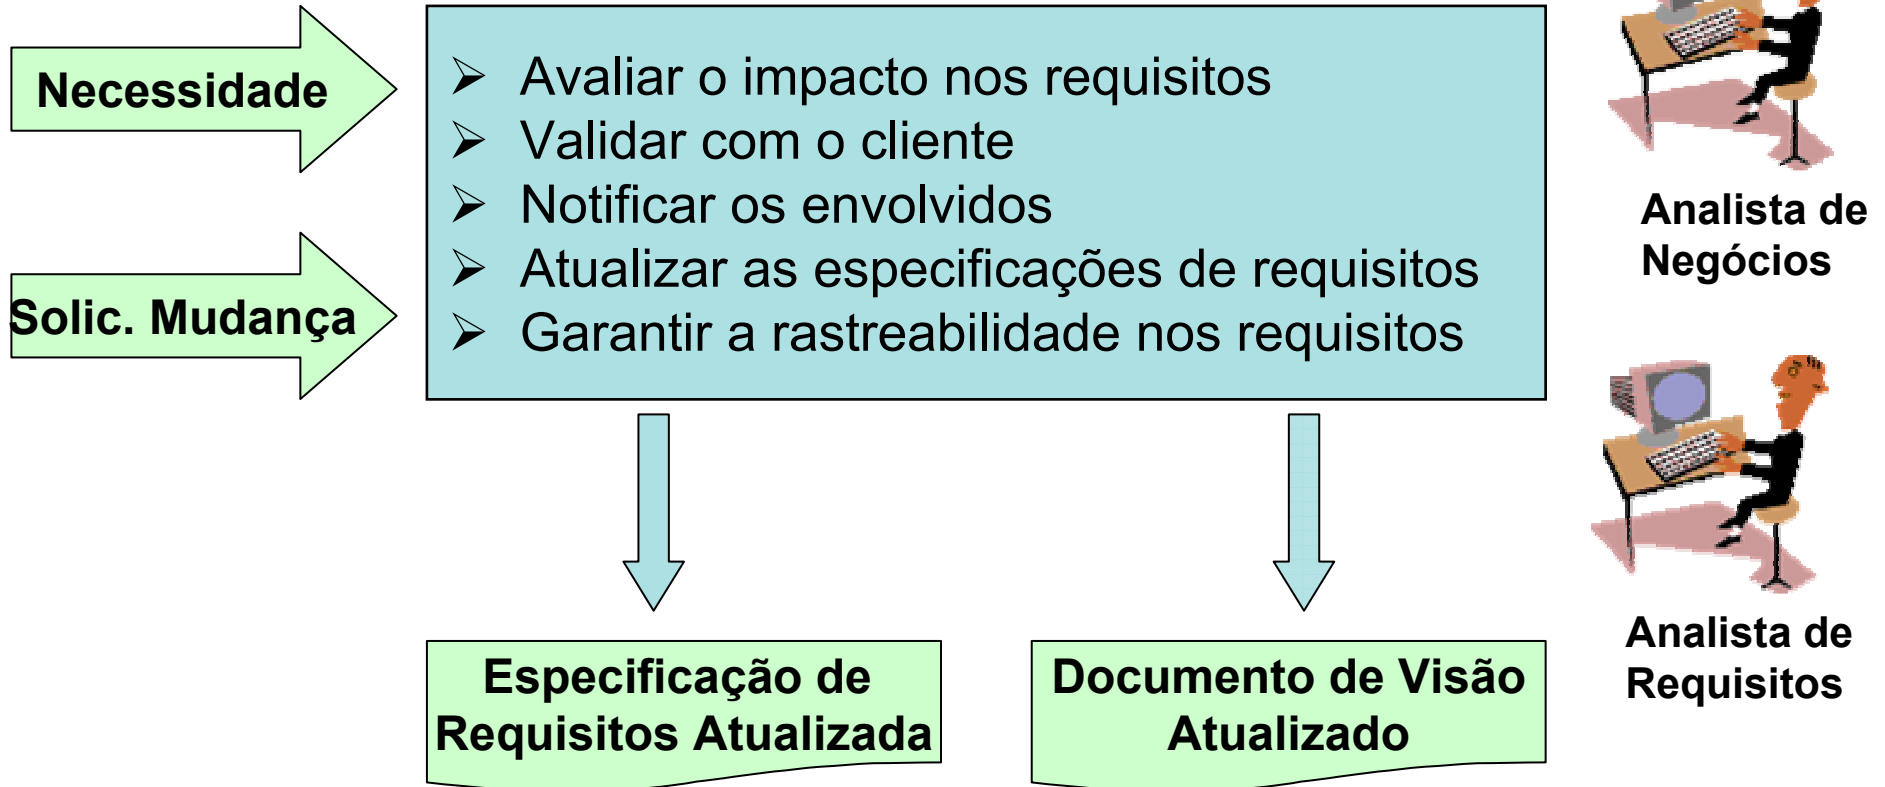 Necessidade
Solic. Mudança
➢ Avaliar o impacto nos requisitos
➢ Validar com o cliente
➢ Notificar os envolvidos
➢ Atualizar as especificações de requisitos
➢ Garantir a rastreabilidade nos requisitos
Analista de
Negócios
Analista de
Requisitos
Especificação de
Requisitos Atualizada
Documento de Visão
Atualizado